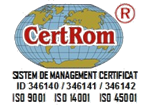 CertRom ®
SISTEM DE MANAGEMENT CERTIFICAT
ID 346140 / 346141 / 346142
ISO 9001 ISO 14001 ISO 45001